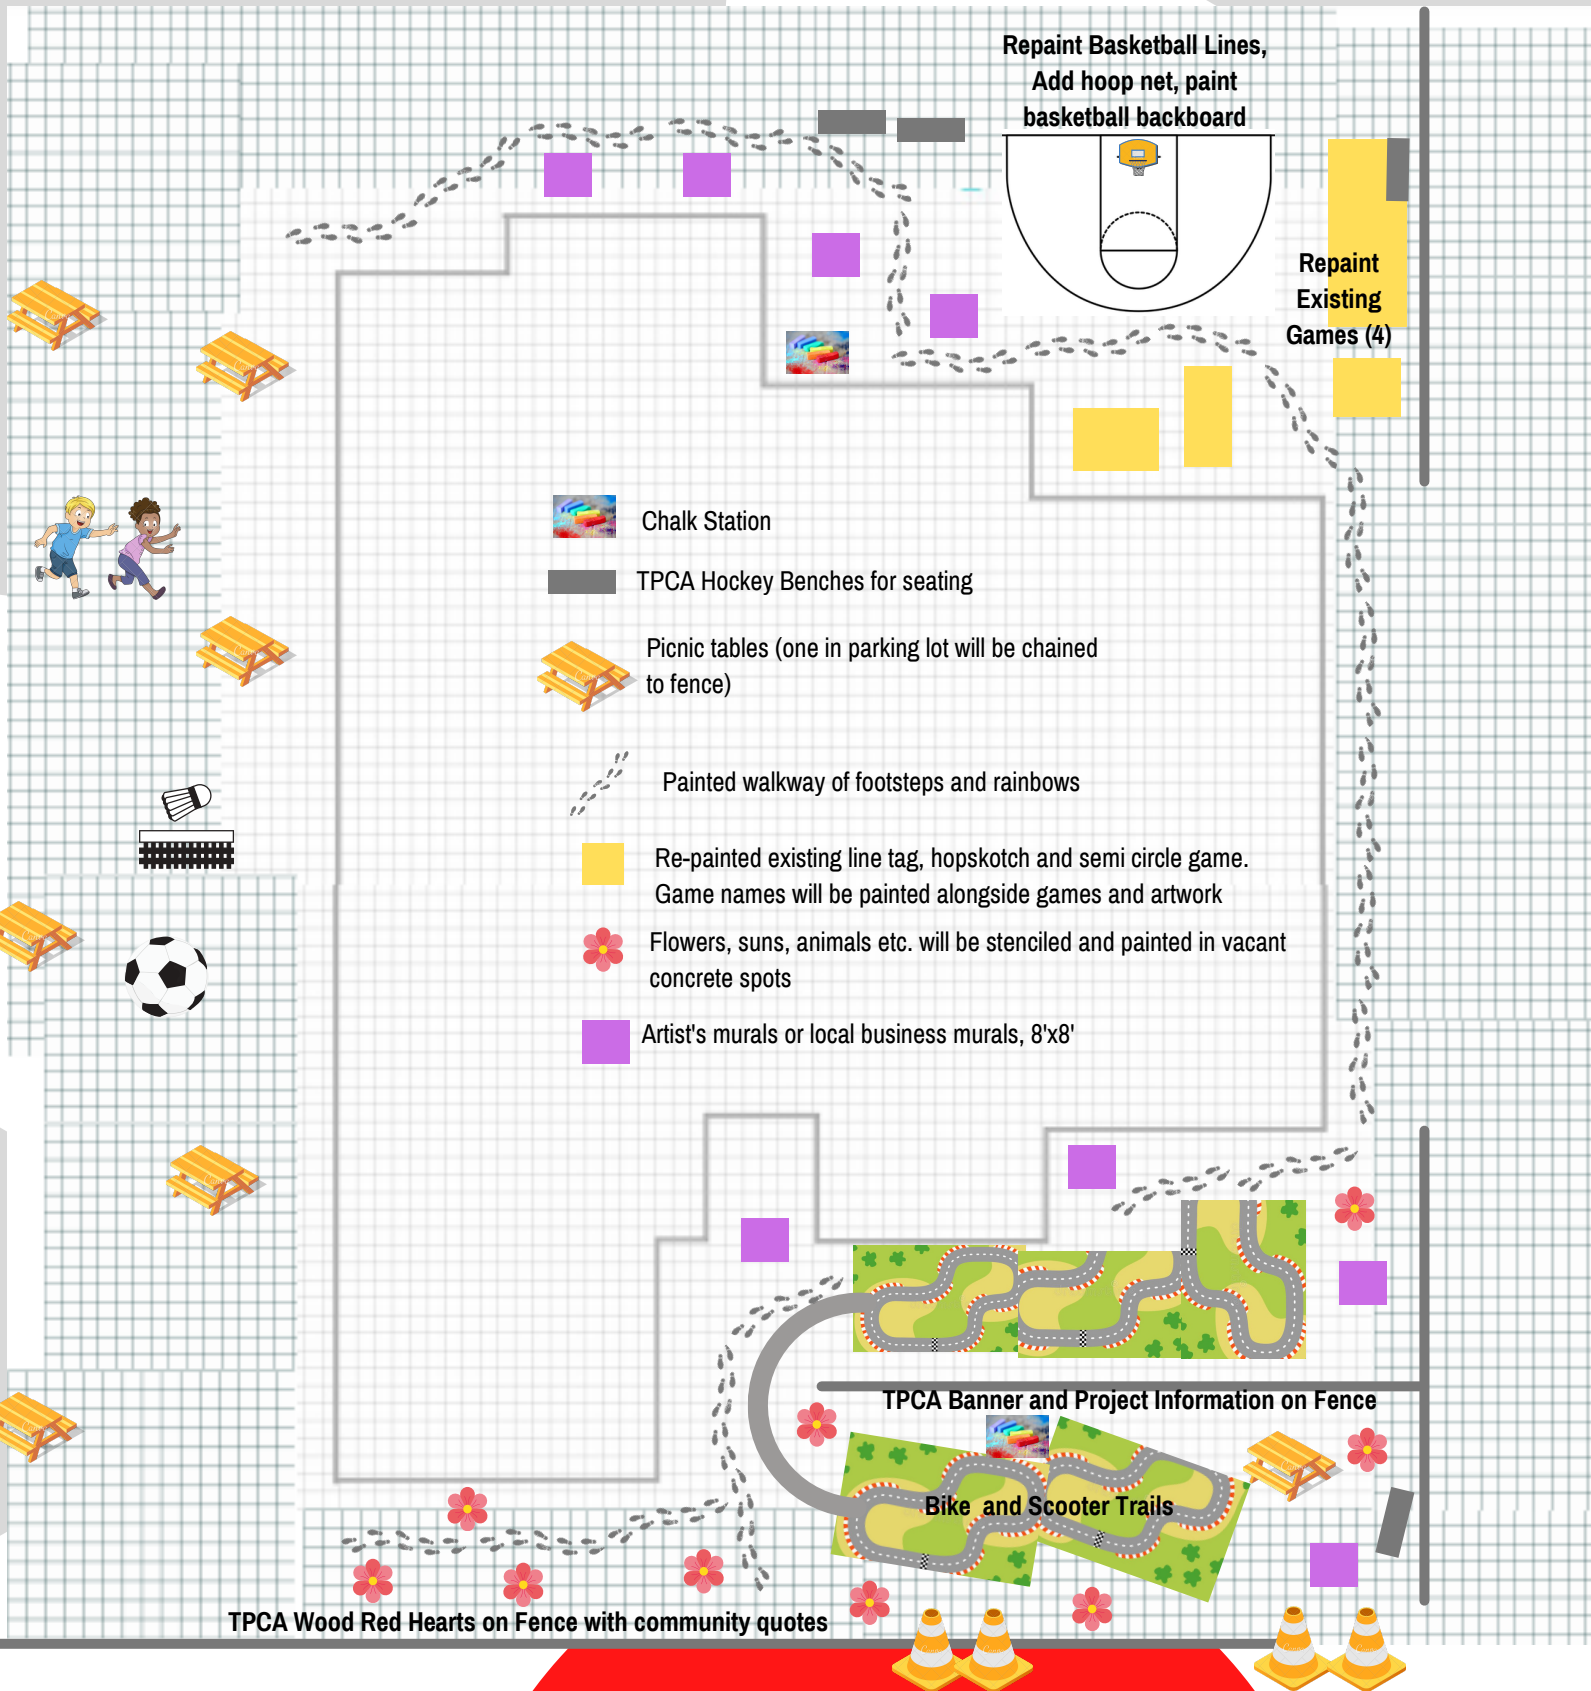 Repaint Basketball Lines,
Add hoop net, paint
basketball backboard
Repaint
Existing
Games (4)
Chalk Station
TPCA Hockey Benches for seating
Picnic tables (one in parking lot will be chained
to fence)
Painted walkway of footsteps and rainbows
Re-painted existing line tag, hopskotch and semi circle game.
Game names will be painted alongside games and artwork
Flowers, suns, animals etc. will be stenciled and painted in vacant
concrete spots
Artist's murals or local business murals, 8'x8'
TPCA Banner and Project Information on Fence
Bike and Scooter Trails
TPCA Wood Red Hearts on Fence with community quotes